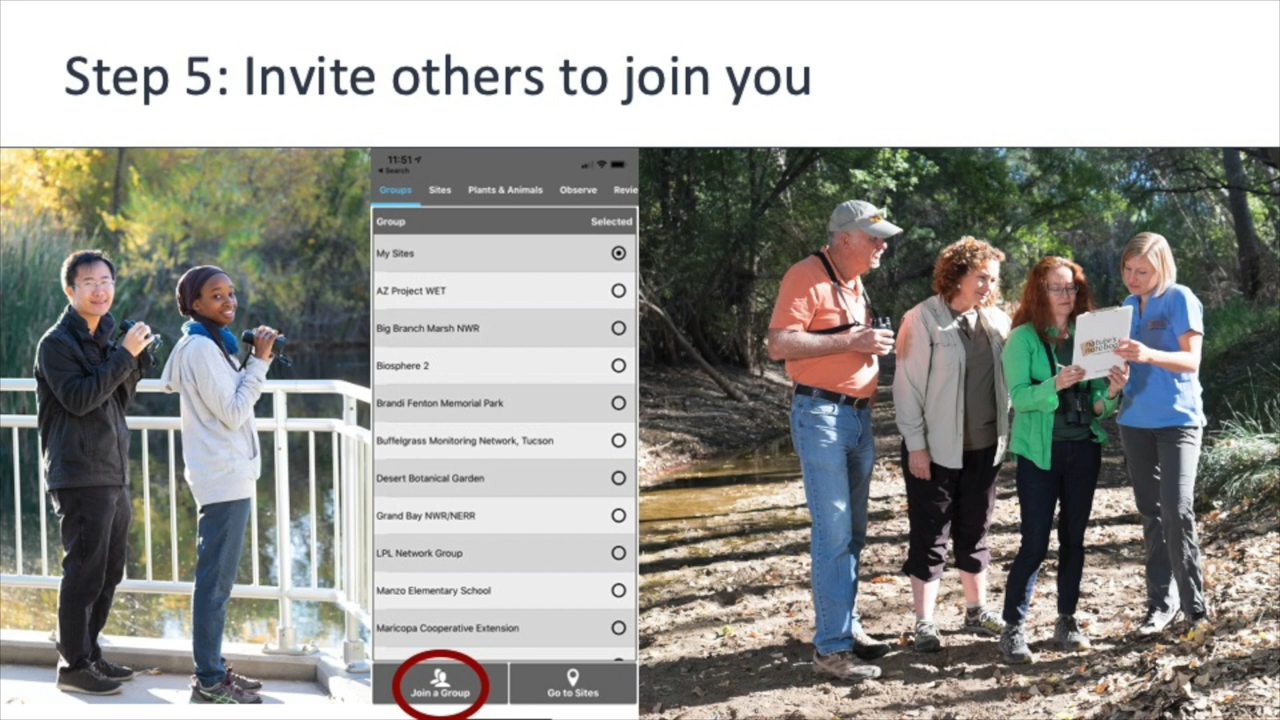 Step 5: Invite others to join you
11:51
Search
Groups Sites Plants & Animals Observe Revie
Group Selected
My Sites
AZ Project WET
Big Branch Marsh NWR
Biosphere 2
Brandi Fenton Memorial Park
Buffelgrass Monitoring Network, Tucson
Desert Botanical Garden
Grand Bay NWR/NERR
LPL Network Group
Manzo Elementary School
Maricopa Cooperative Extension
Join a Group Go to Sites
nature's
notebook